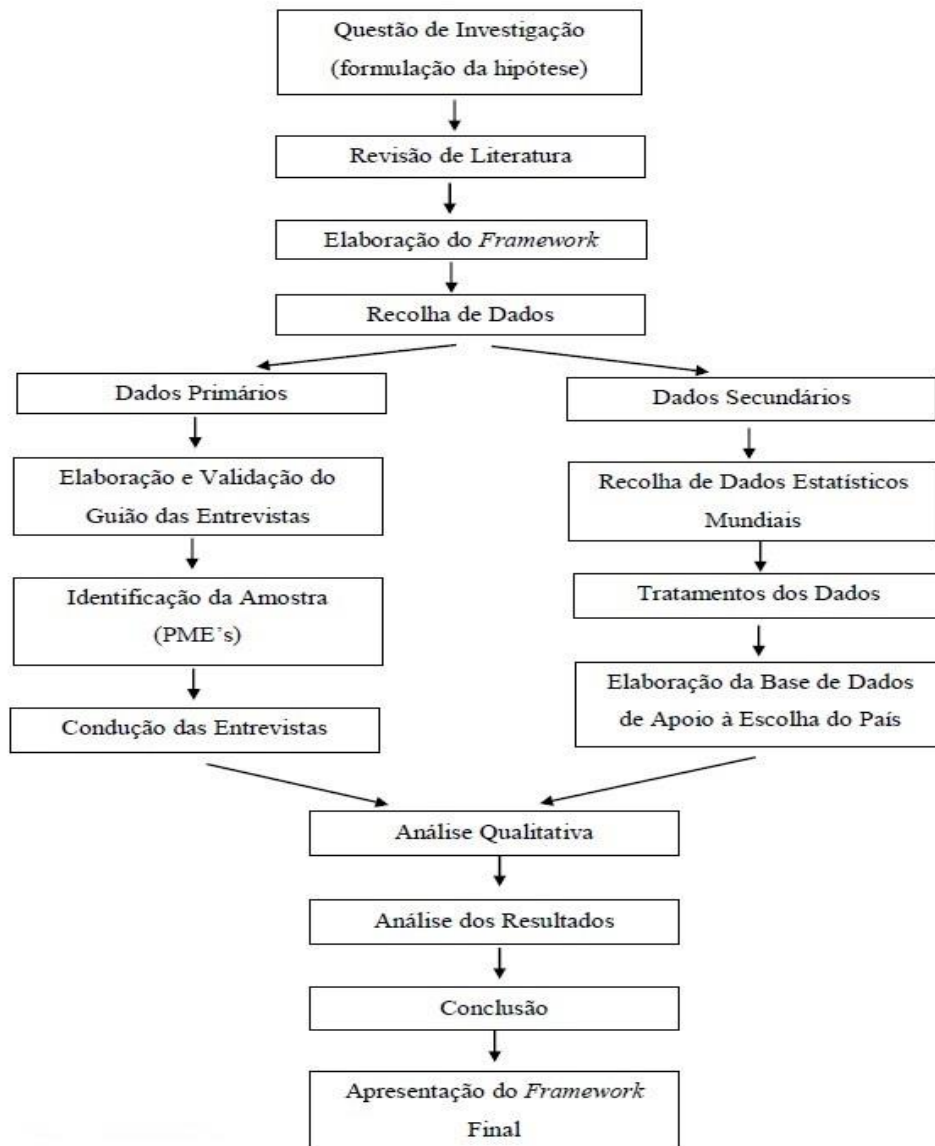 Questão de Investigação
(formulação da hipótese)
Revisão de Literatura
Elaboração do Framework
Recolha de Dados
Dados Primários
Elaboração e Validação do
Guião das Entrevistas
Identificação da Amostra
(PME´s)
Condução das Entrevistas
Dados Secundários
Recolha de Dados Estatísticos
Mundiais
Tratamentos dos Dados
Elaboração da Base de Dados
de Apoio à Escolha do País
Análise Qualitativa
Análise dos Resultados
Conclusão
Apresentação do Framework
Final